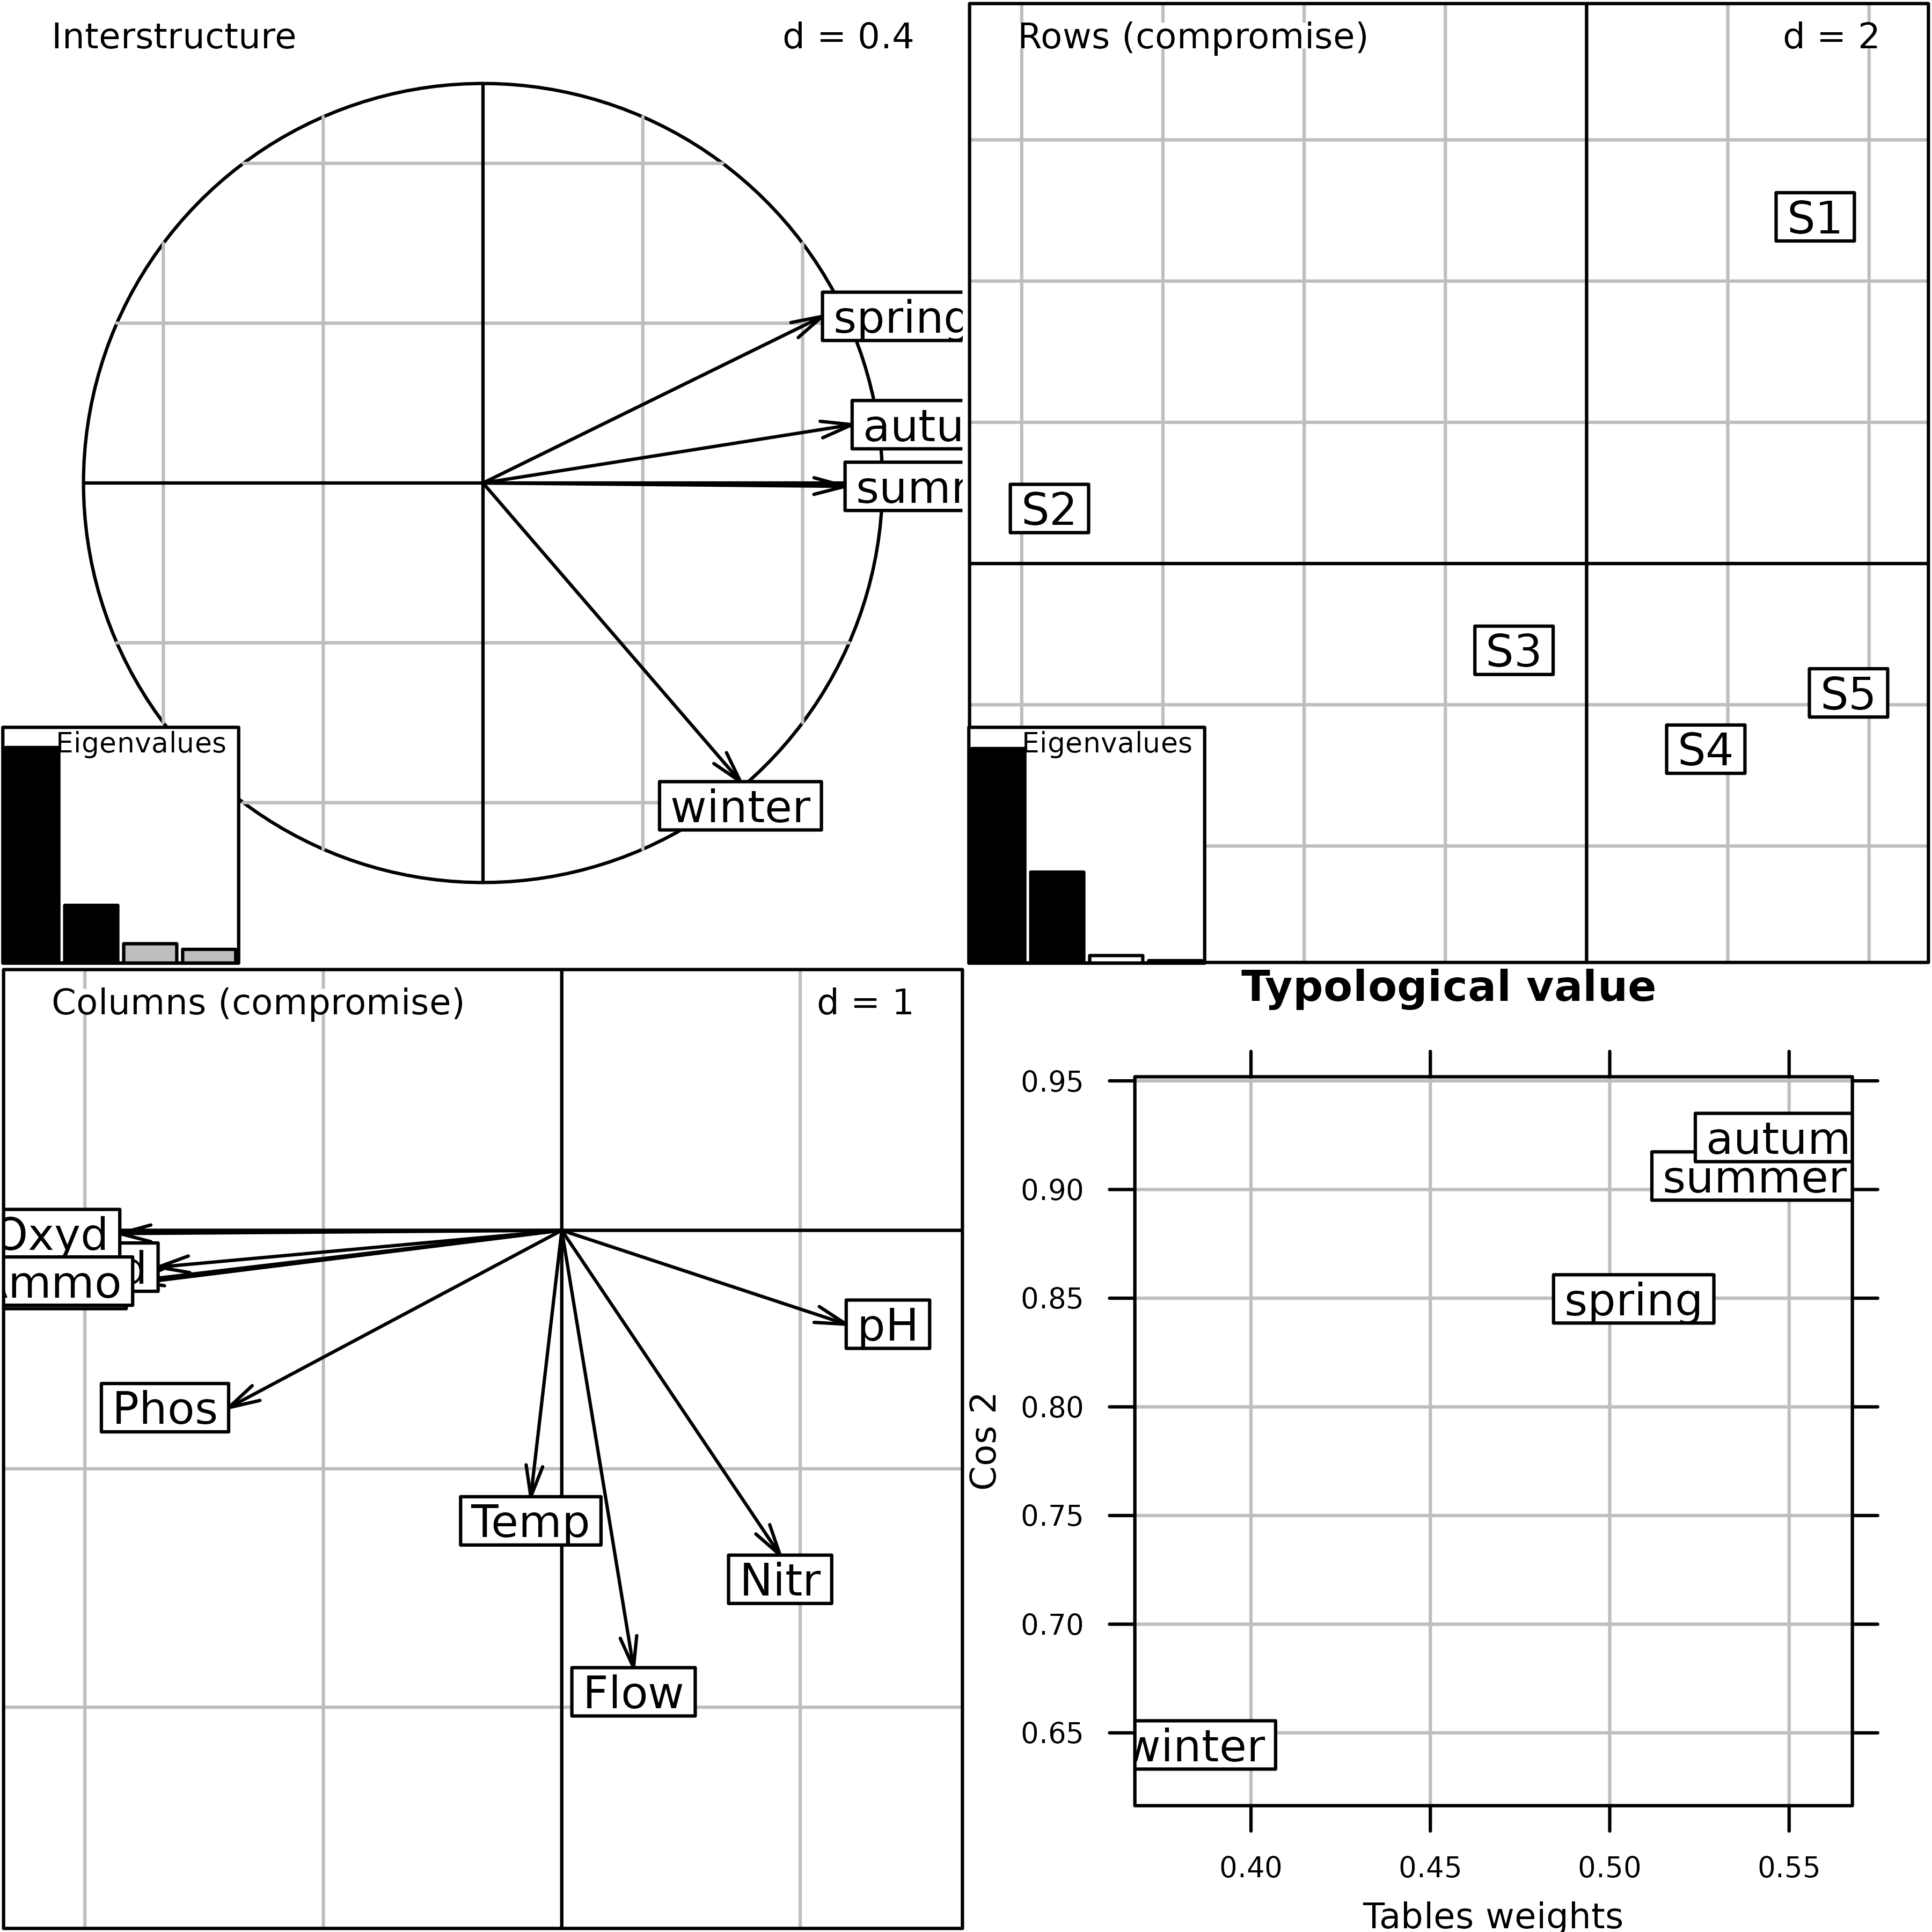 Interstructure
d = 0.4
spring
autu
sumr
winter
Eigenvalues
Rows (compromise)
d = 2
S1
S2
S3
S5
S4
Eigenvalues
Columns (compromise)
d = 1
Oxyd
d
mmo
pH
Phos
Temp
Nitr
Flow
Typological value
0.95
autum
summer
0.90
spring
0.85
0.80
Cos 2
0.75
0.70
0.65
winter
0.40
0.45
0.50
0.55
Tables weights